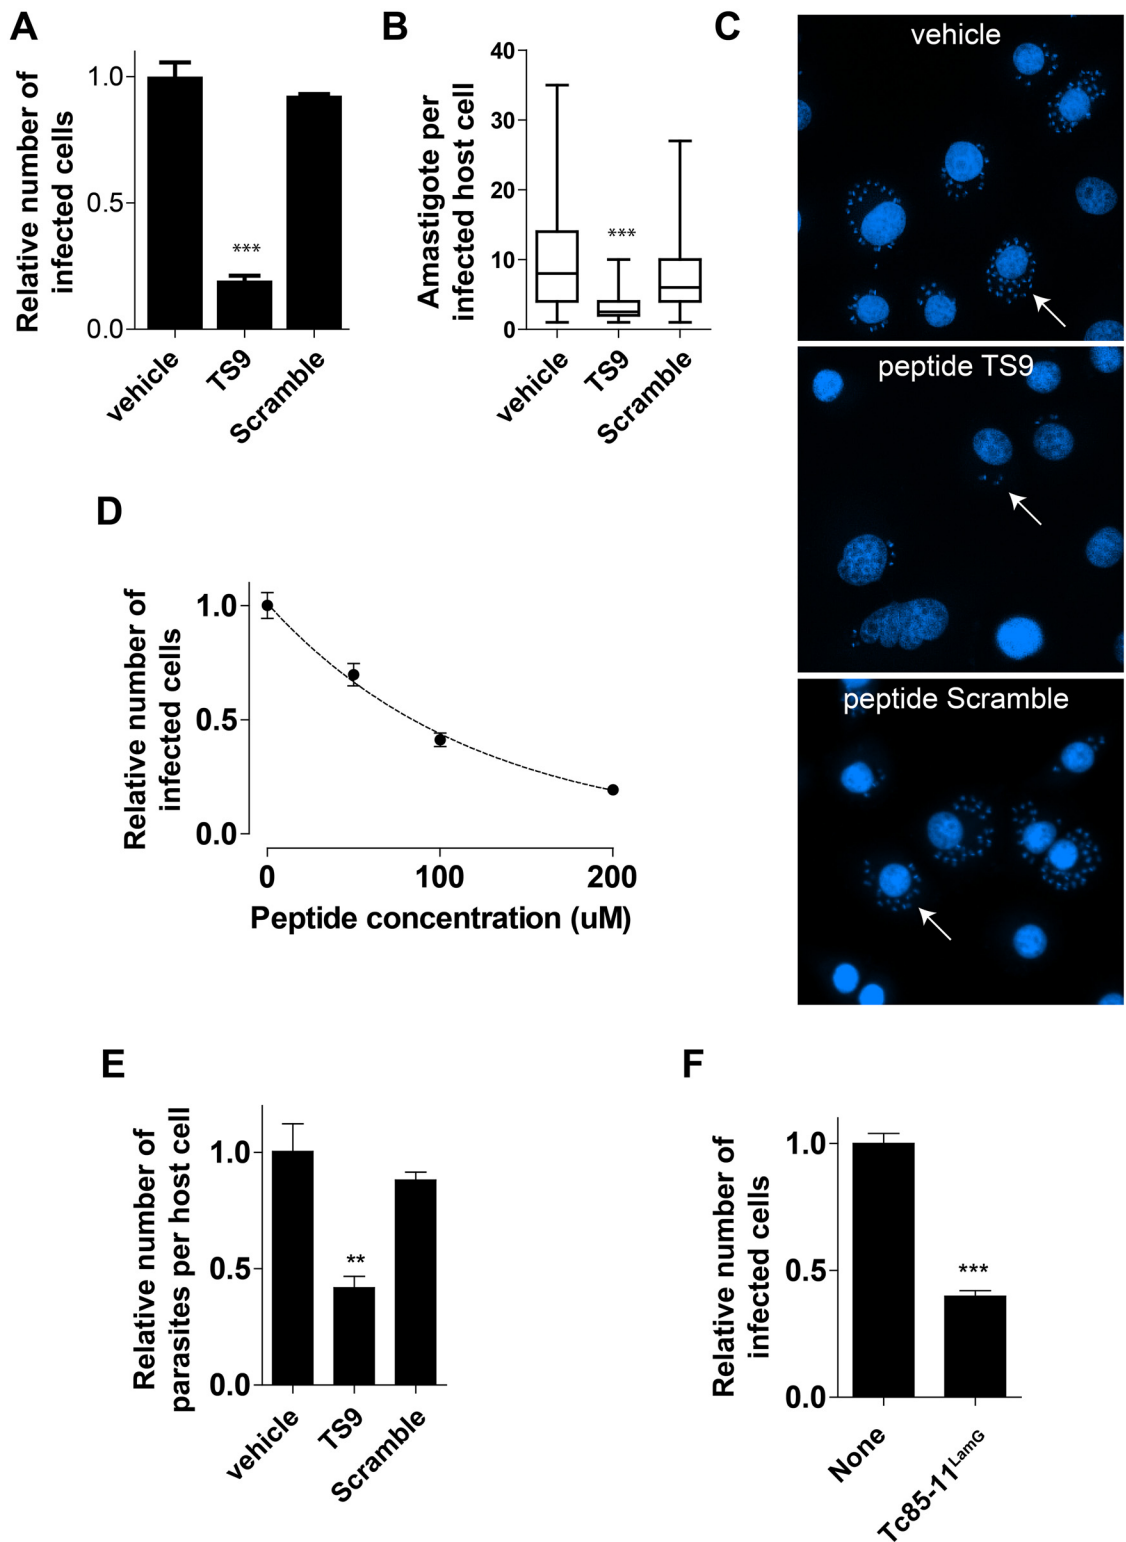 A
Relative number of
infected cells
1.0
0.5
0.0
***
vehicle
TS9
Scramble
B
Amastigote per
infected host cell
40
30
20
10
0
***
vehicle
TS9
Scramble
C
vehicle
peptide TS9
peptide Scramble
D
Relative number of
infected cells
1.0
0.5
0.0
0
100
200
Peptide concentration (uM)
E
Relative number of
parasites per host cell
1.0
0.5
0.0
**
vehicle
TS9
Scramble
F
Relative number of
infected cells
1.0
0.5
0.0
***
None
Tc85-11LamG